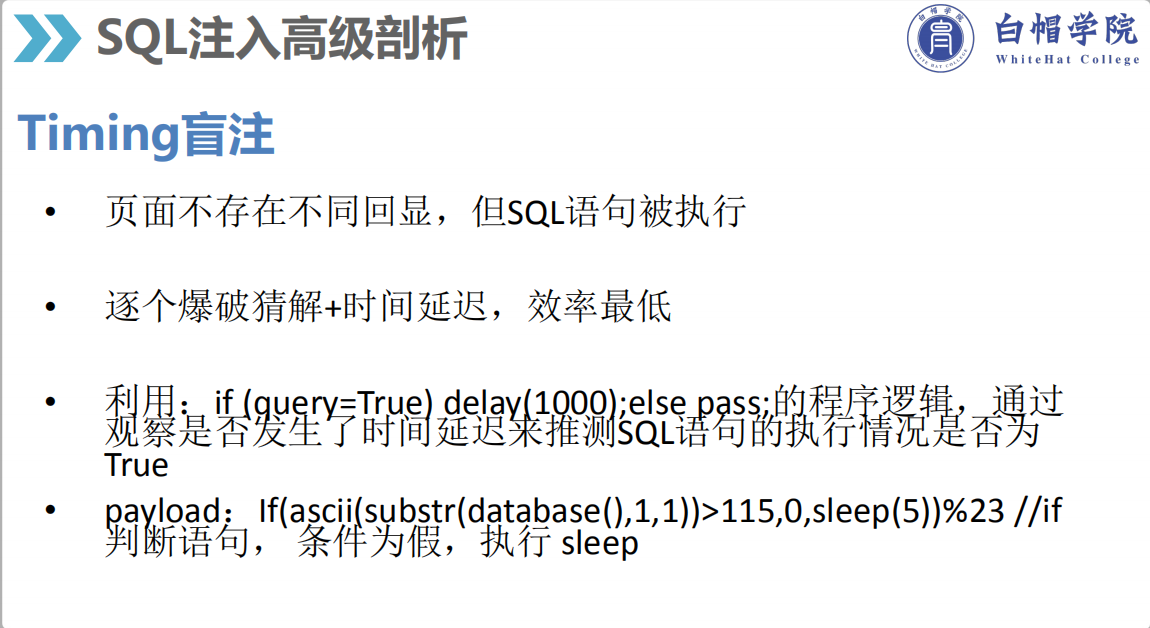 SQL注入高级剖析
白帽学院
WhiteHat College
Timing盲注
• 页面不存在不同回显，但SQL语句被执行
• 逐个爆破猜解+时间延迟，效率最低
• 利用：if (query=True) delay(1000);else pass;的程序逻辑，通过
观察是否发生了时间延迟来推测SQL语句的执行情况是否为
True
• payload：If(ascii(substr(database(),1,1))>115,0,sleep(5))%23 //if
判断语句， 条件为假，执行 sleep